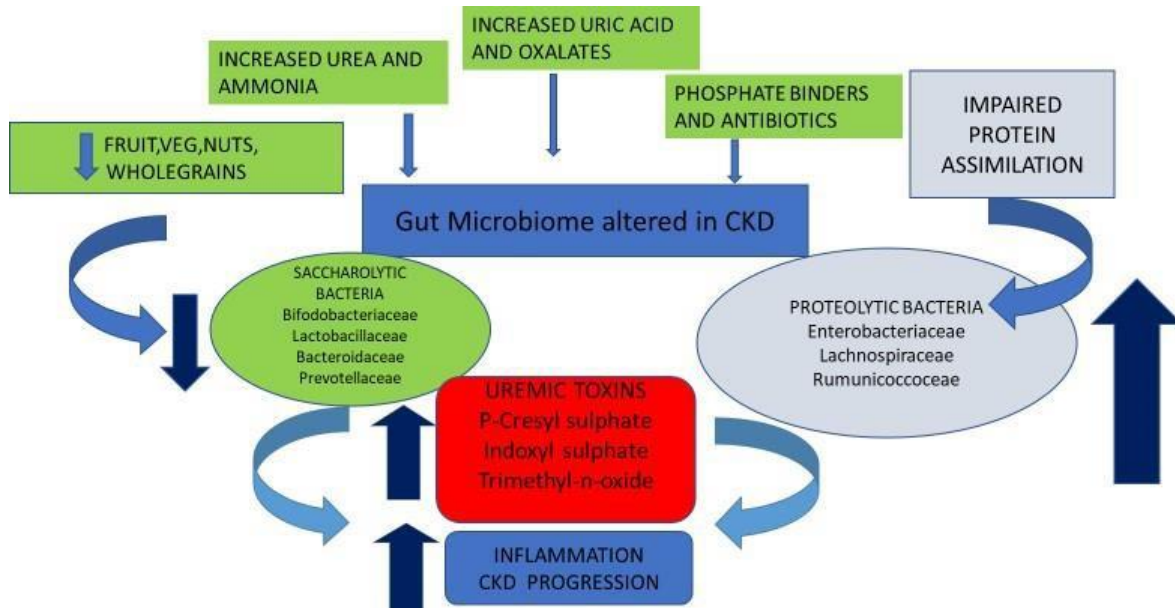 INCREASED URIC ACID
AND OXALATES
INCREASED UREA AND
AMMONIA
PHOSPHATE BINDERS
AND ANTIBIOTICS
IMPAIRED
PROTEIN
ASSIMILATION
FRUIT,VEG,NUTS,
WHOLEGRAINS
Gut Microbiome altered in CKD
SACCHAROLYTIC
BACTERIA
Bifodobacteriaceae
Lactobacillaceae
Bacteroidaceae
Prevotellaceae
PROTEOLYTIC BACTERIA
Enterobacteriaceae
Lachnospiraceae
Rumunicoccoceae
UREMIC TOXINS
P-Cresyl sulphate
Indoxyl sulphate
Trimethyl-n-oxide
INFLAMMATION
CKD PROGRESSION